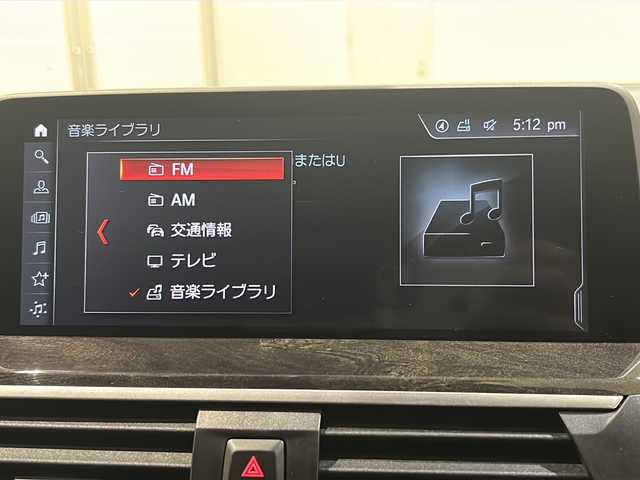 音楽ライブラリ
5:12 pm
FM
またはU
AM
交通情報
テレビ
音楽ライブラリ